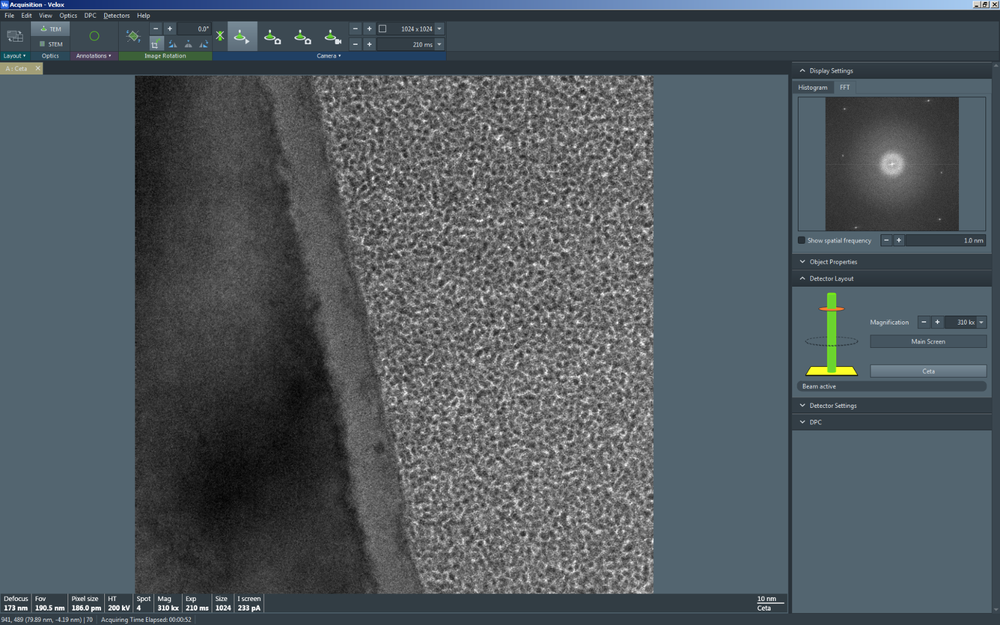 Ve Acquisition - Velox
File Edit View Optics DPC Detectors Help
TEM
STEM
0.0°
1024 x 1024
210 ms
Layout Optics Annotations Image Rotation Camera
A : Ceta
Display Settings
Histogram FFT
Show spatial frequency 1.0 nm
Object Properties
Detector Layout
Magnification 310 kx
Main Screen
Ceta
Beam active
Detector Settings
DPC
Defocus Fov Pixel size HT Spot Mag Exp Size I screen
173 nm 190.5 nm 186.0 pm 200 kV 4 310 kx 210 ms 1024 233 pA
10 nm
Ceta
941, 489 (79.89 nm, -4.19 nm) | 70 Acquiring Time Elapsed: 00:00:52